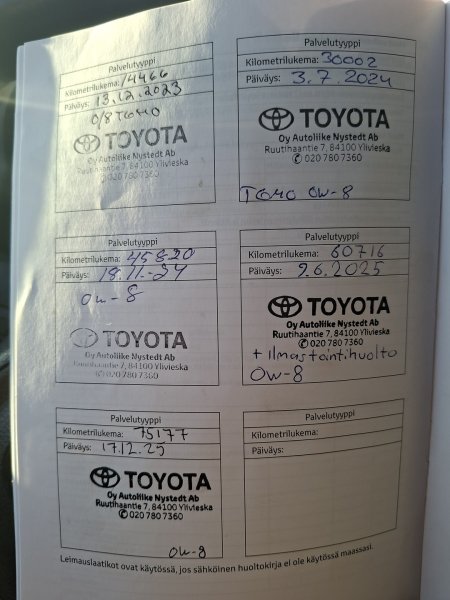 Palvelutyyppi
Kilometrilukema: 14466
Päiväys: 13.12.2023
0/8 TGMO
TOYOTA
Oy Autoliike Nystedt Ab
Ruutihaantie 7, 84100 Ylivieska
✆ 020 780 7360
Palvelutyyppi
Kilometrilukema: 30002
Päiväys: 3.7.2024
TOYOTA
Oy Autoliike Nystedt Ab
Ruutihaantie 7, 84100 Ylivieska
✆ 020 780 7360
TGMO OW-8
Palvelutyyppi
Kilometrilukema: 45820
Päiväys: 18.11.-24
OW-8
TOYOTA
Oy Autoliike Nystedt Ab
Ruutihaantie 7, 84100 Ylivieska
✆ 020 780 7360
Palvelutyyppi
Kilometrilukema: 60716
Päiväys: 9.6.2025
TOYOTA
Oy Autoliike Nystedt Ab
Ruutihaantie 7, 84100 Ylivieska
✆ 020 780 7360
+ Ilmastointihuolto
OW-8
Palvelutyyppi
Kilometrilukema: 75177
Päiväys: 17.12.25
TOYOTA
Oy Autoliike Nystedt Ab
Ruutihaantie 7, 84100 Ylivieska
✆ 020 780 7360
OW-8
Palvelutyyppi
Kilometrilukema:
Päiväys:
Leimauslaatikot ovat käytössä, jos sähköinen huoltokirja ei ole käytössä maassasi.